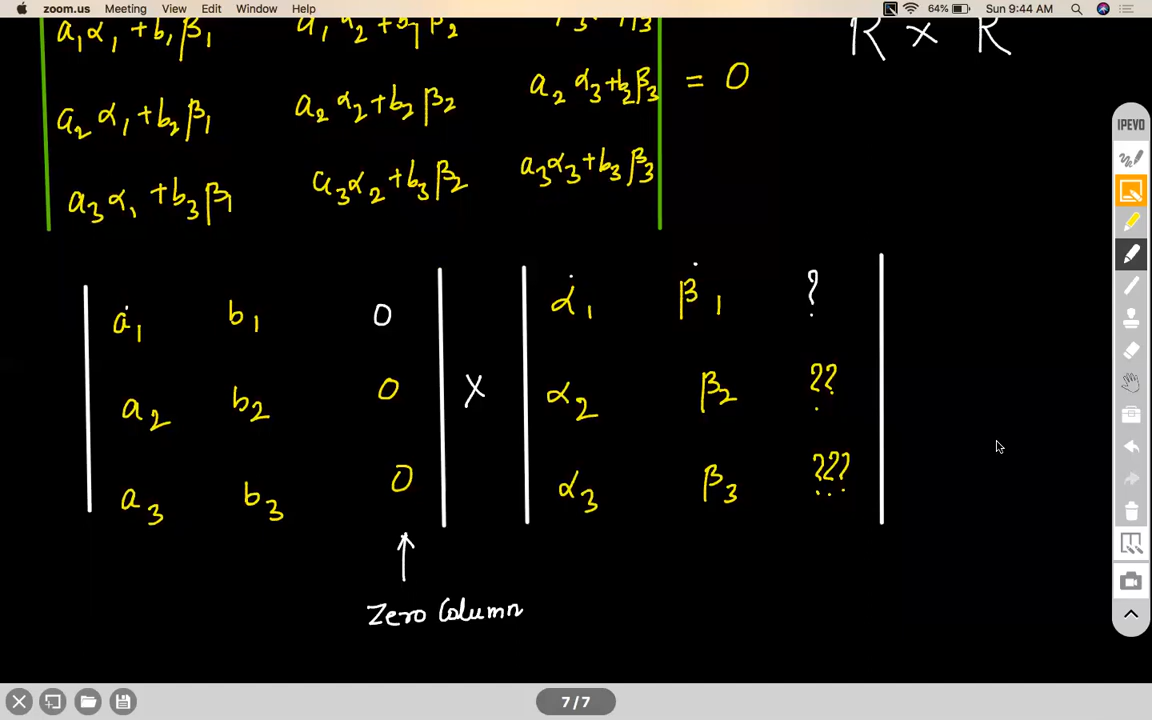 zoom.us Meeting View Edit Window Help 64% Sun 9:44 AM
a₁α₁+b₁β₁ a₁α₂+b₁β₂
R × R
a₂α₁+b₂β₁ a₂α₂+b₂β₂ a₂α₃+b₂β₃ = 0
a₃α₁+b₃β₁ a₃α₂+b₃β₂ a₃α₃+b₃β₃
IPEVO
a₁ b₁ 0 × α₁ β₁ ?
a₂ b₂ 0 α₂ β₂ ??
a₃ b₃ 0 α₃ β₃ ???
Zero Column
7/7